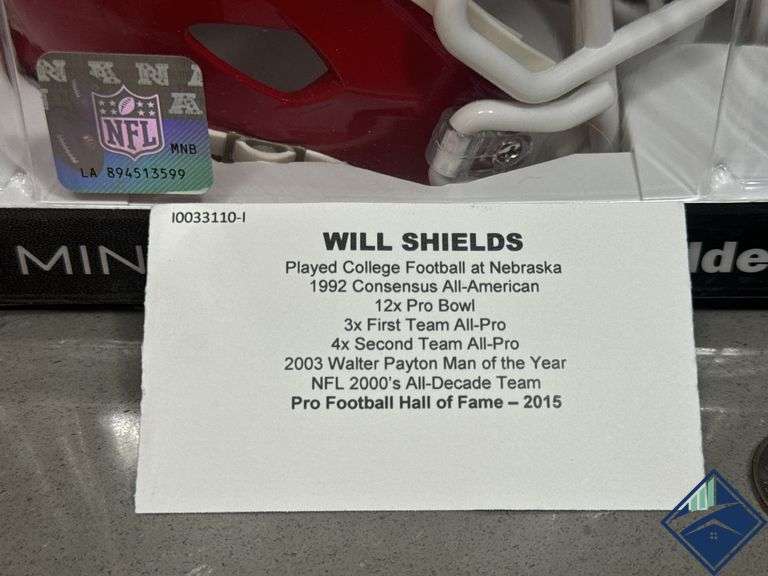 NFL
MNB
LA 894513599
I0033110-I
MIN
WILL SHIELDS
Played College Football at Nebraska
1992 Consensus All-American
12x Pro Bowl
3x First Team All-Pro
4x Second Team All-Pro
2003 Walter Payton Man of the Year
NFL 2000's All-Decade Team
Pro Football Hall of Fame – 2015